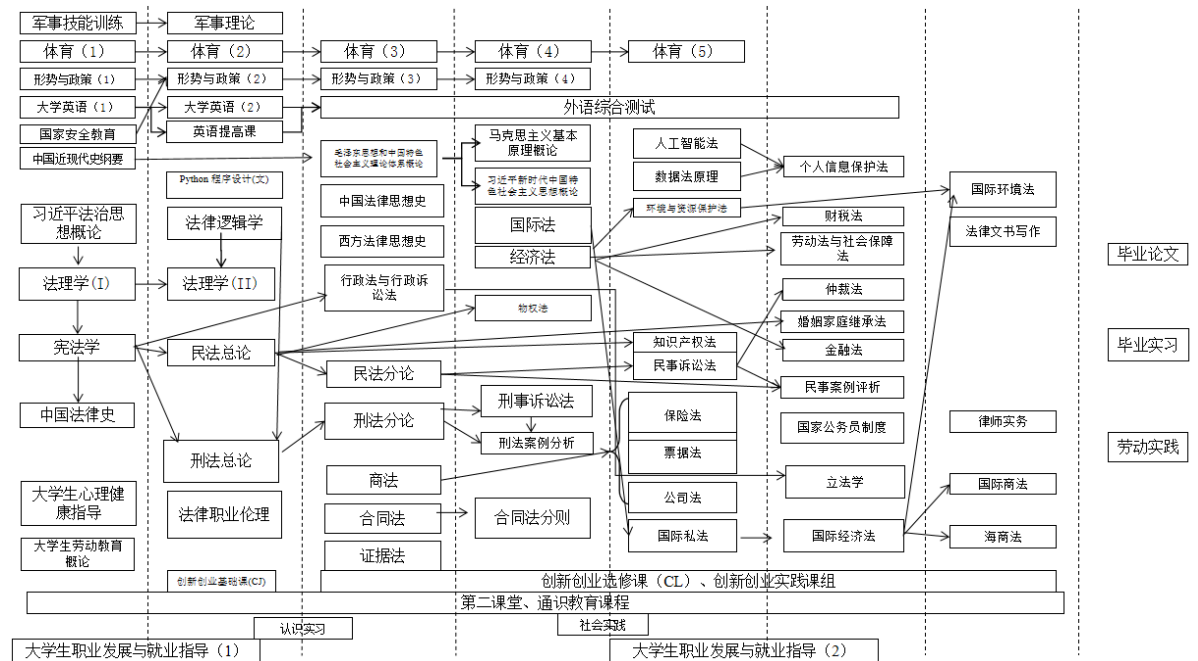 军事技能训练
军事理论
体育（1）
体育（2）
体育（3）
体育（4）
体育（5）
形势与政策（1）
形势与政策（2）
形势与政策（3）
形势与政策（4）
大学英语（1）
大学英语（2）
外语综合测试
国家安全教育
英语提高课
中国近现代史纲要
毛泽东思想和中国特色
社会主义理论体系概论
马克思主义基本
原理概论
人工智能法
个人信息保护法
数据法原理
Python 程序设计(文)
习近平新时代中国特
色社会主义思想概论
国际环境法
中国法律思想史
环境与资源保护法
习近平法治思
想概论
法律逻辑学
国际法
财税法
法律文书写作
西方法律思想史
经济法
劳动法与社会保障
法
毕业论文
法理学(I)
法理学(II)
行政法与行政诉
讼法
仲裁法
物权法
婚姻家庭继承法
宪法学
民法总论
知识产权法
金融法
毕业实习
民法分论
民事诉讼法
民事案例评析
中国法律史
刑法分论
刑事诉讼法
保险法
国家公务员制度
律师实务
刑法总论
刑法案例分析
票据法
劳动实践
商法
立法学
国际商法
大学生心理健
康指导
法律职业伦理
合同法
合同法分则
公司法
大学生劳动教育
概论
证据法
国际私法
国际经济法
海商法
创新创业基础课(CJ)
创新创业选修课（CL）、创新创业实践课组
第二课堂、通识教育课程
认识实习
社会实践
大学生职业发展与就业指导（1）
大学生职业发展与就业指导（2）